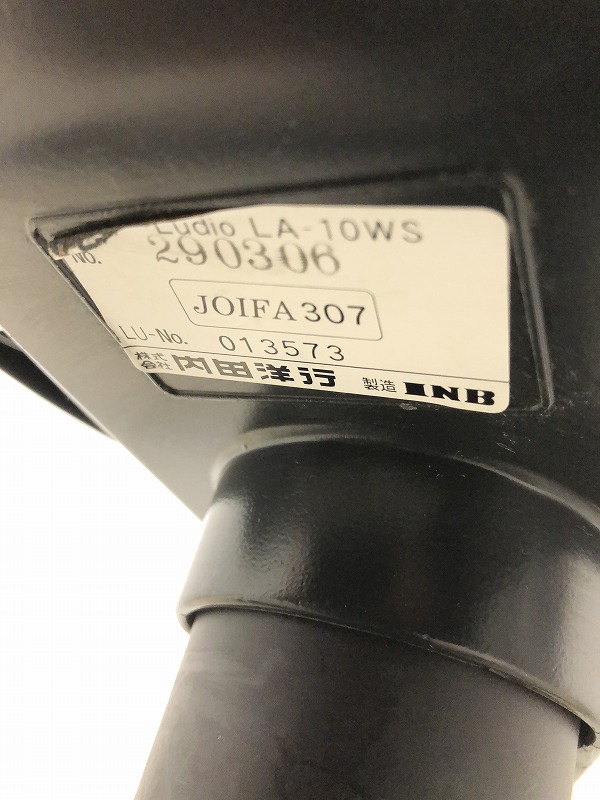 Ludio LA-10WS
No. 290306
JOIFA307
LU-No. 013573
株式会社 内田洋行 製造 INB